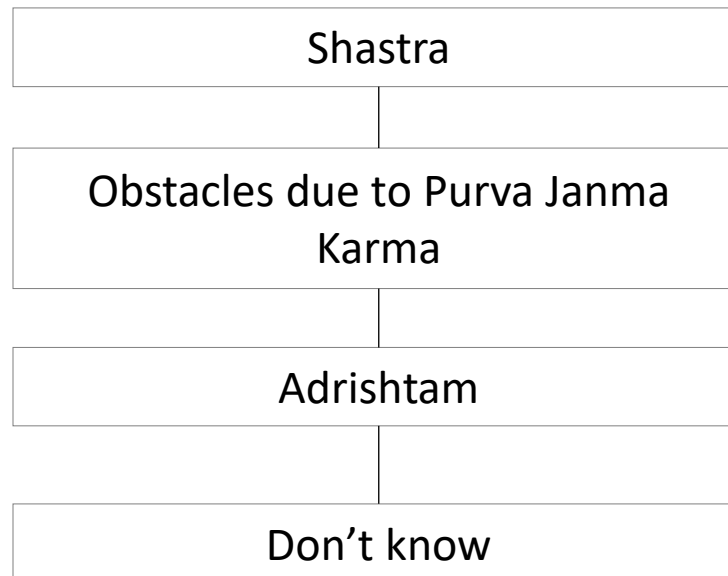 Shastra
Obstacles due to Purva Janma
Karma
Adrishtam
Don’t know